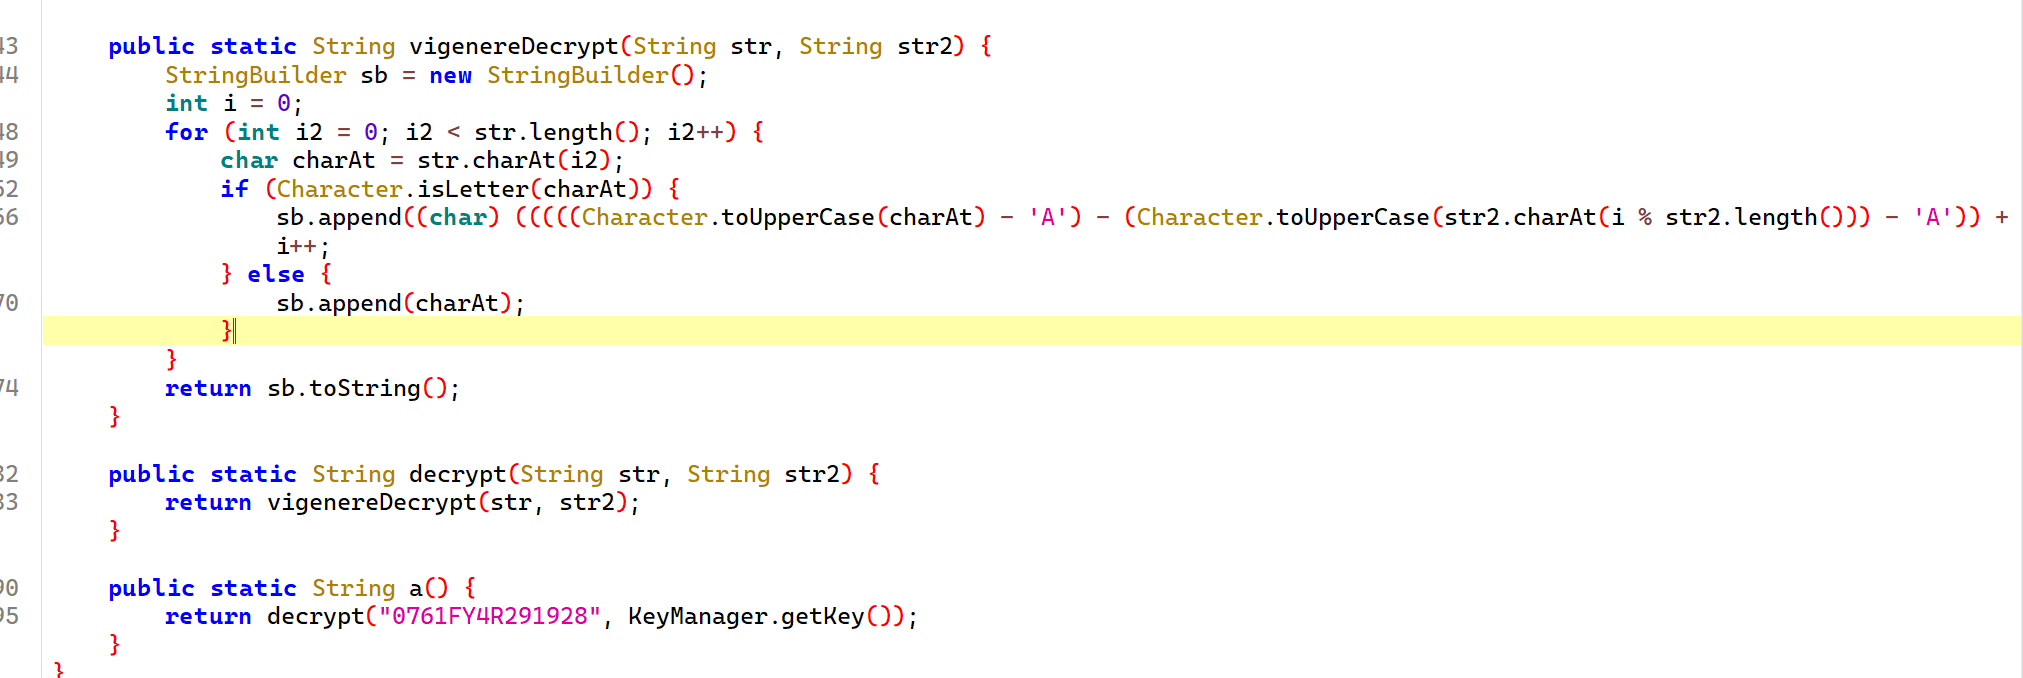 43    public static String vigenereDecrypt(String str, String str2) {
44        StringBuilder sb = new StringBuilder();
        int i = 0;
48        for (int i2 = 0; i2 < str.length(); i2++) {
49            char charAt = str.charAt(i2);
52            if (Character.isLetter(charAt)) {
56                sb.append((char) (((((Character.toUpperCase(charAt) - 'A') - (Character.toUpperCase(str2.charAt(i % str2.length())) - 'A')) +
                i++;
            } else {
70                sb.append(charAt);
            }
        }
74        return sb.toString();
    }
32    public static String decrypt(String str, String str2) {
33        return vigenereDecrypt(str, str2);
    }
90    public static String a() {
95        return decrypt("0761FY4R291928", KeyManager.getKey());
    }
}